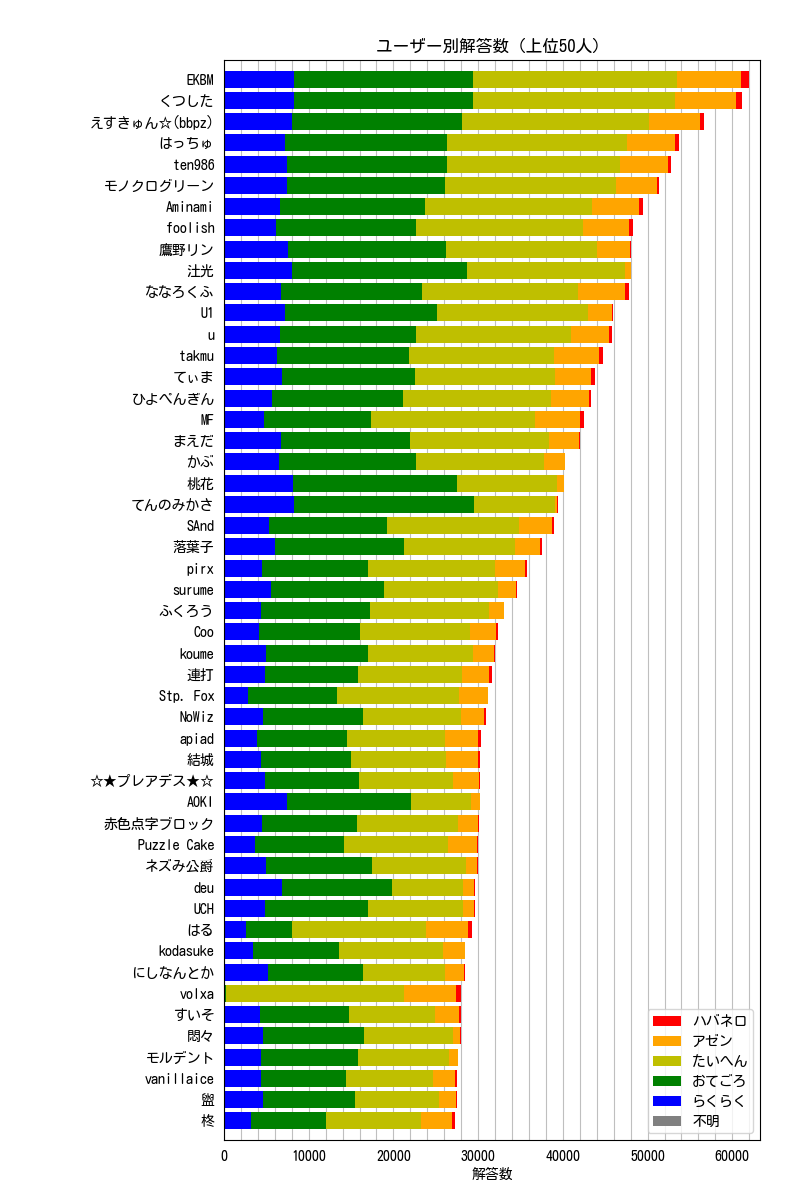 ユーザー別解答数（上位50人）
EKBM
くつした
えすきゅん☆(bbpz)
はっちゅ
ten986
モノクログリーン
Aminami
foolish
鷹野リン
汢光
ななろくふ
U1
u
takmu
てぃま
ひよぺんぎん
MF
まえだ
かぶ
桃花
てんのみかさ
SAnd
落葉子
pirx
surume
ふくろう
Coo
koume
連打
Stp. Fox
NoWiz
apiad
結城
☆★プレアデス★☆
AOKI
赤色点字ブロック
Puzzle Cake
ネズみ公爵
deu
UCH
はる
kodasuke
にしなんとか
volxa
すいそ
悶々
モルデント
vanillaice
盥
柊
ハバネロ
アゼン
たいへん
おてごろ
らくらく
不明
0 10000 20000 30000 40000 50000 60000
解答数